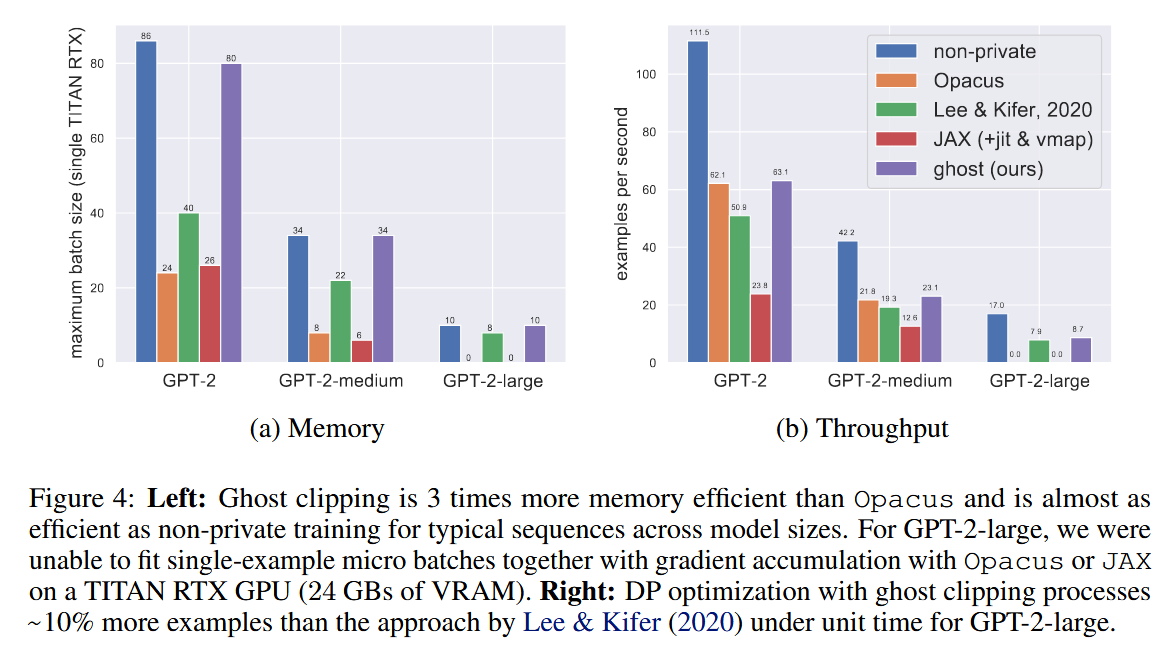 maximum batch size (single TITAN RTX)
80
60
40
20
0
86
24
40
26
80
34
8
22
6
34
10
0
8
0
10
GPT-2
GPT-2-medium
GPT-2-large
(a) Memory
examples per second
100
80
60
40
20
0
111.5
62.1
50.9
23.8
63.1
42.2
21.8
19.3
12.6
23.1
17.0
0.0
7.9
0.0
8.7
non-private
Opacus
Lee & Kifer, 2020
JAX (+jit & vmap)
ghost (ours)
GPT-2
GPT-2-medium
GPT-2-large
(b) Throughput
Figure 4: Left: Ghost clipping is 3 times more memory efficient than Opacus and is almost as
efficient as non-private training for typical sequences across model sizes. For GPT-2-large, we were
unable to fit single-example micro batches together with gradient accumulation with Opacus or JAX
on a TITAN RTX GPU (24 GBs of VRAM). Right: DP optimization with ghost clipping processes
~10% more examples than the approach by Lee & Kifer (2020) under unit time for GPT-2-large.